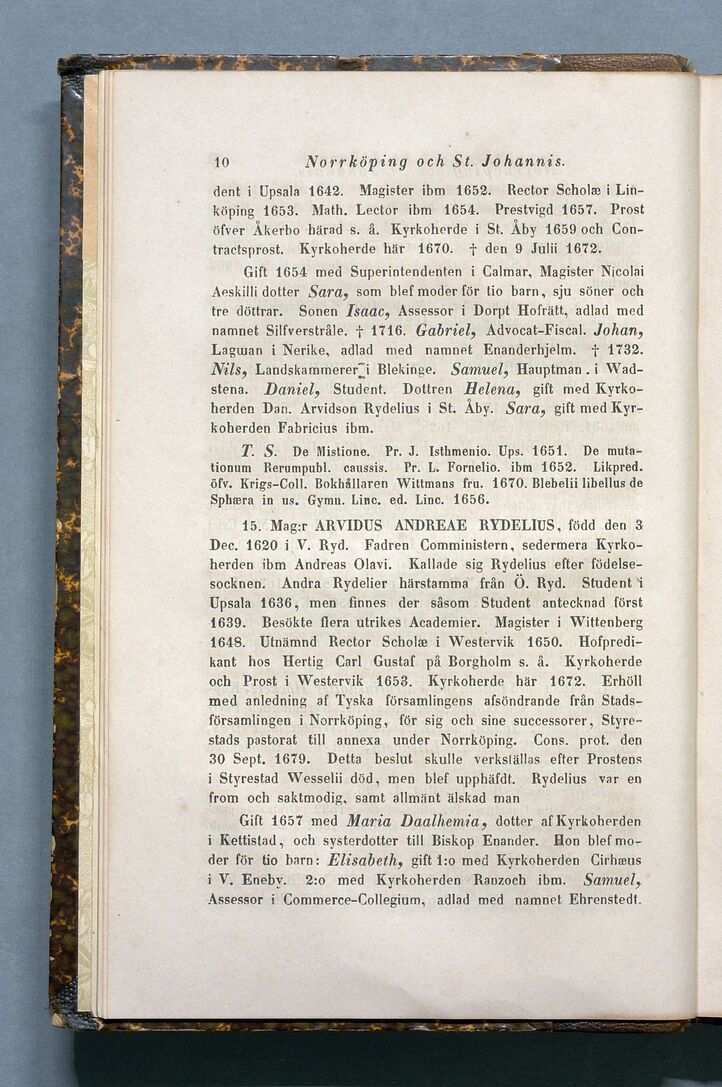 10 Norrköping och St. Johannis.
dent i Upsala 1642. Magister ibm 1652. Rector Scholæ i Lin-
köping 1653. Math. Lector ibm 1654. Prestvigd 1657. Prost
öfver Åkerbo härad s. å. Kyrkoherde i St. Åby 1659 och Con-
tractsprost. Kyrkoherde här 1670. † den 9 Julii 1672.
Gift 1654 med Superintendenten i Calmar, Magister Nicolai
Aeskilli dotter Sara, som blef moder för tio barn, sju söner och
tre döttrar. Sonen Isaac, Assessor i Dorpt Hofrätt, adlad med
namnet Silfverstråle. † 1716. Gabriel, Advocat-Fiscal. Johan,
Lagman i Nerike, adlad med namnet Enanderhjelm. † 1732.
Nils, Landskammerer i Blekinge. Samuel, Hauptman. i Wad-
stena. Daniel, Student. Dottren Helena, gift med Kyrko-
herden Dan. Arvidson Rydelius i St. Åby. Sara, gift med Kyr-
koherden Fabricius ibm.
T. S. De Mistione. Pr. J. Isthmenio. Ups. 1651. De muta-
tionum Rerumpubl. caussis. Pr. L. Fornelio. ibm 1652. Likpred.
öfv. Krigs-Coll. Bokhållaren Wittmans fru. 1670. Blebelii libellus de
Sphæra in us. Gymn. Linc. ed. Linc. 1656.
15. Mag:r ARVIDUS ANDREAE RYDELIUS, född den 3
Dec. 1620 i V. Ryd. Fadren Comministern, sedermera Kyrko-
herden ibm Andreas Olavi. Kallade sig Rydelius efter födelse-
socknen. Andra Rydelier härstamma från Ö. Ryd. Student i
Upsala 1636, men finnes der såsom Student antecknad först
1639. Besökte flera utrikes Academier. Magister i Wittenberg
1648. Utnämnd Rector Scholæ i Westervik 1650. Hofpredi-
kant hos Hertig Carl Gustaf på Borgholm s. å. Kyrkoherde
och Prost i Westervik 1653. Kyrkoherde här 1672. Erhöll
med anledning af Tyska församlingens afsöndrande från Stads-
församlingen i Norrköping, för sig och sine successorer, Styre-
stads pastorat till annexa under Norrköping. Cons. prot. den
30 Sept. 1679. Detta beslut skulle verkställas efter Prostens
i Styrestad Wesselii död, men blef upphäfdt. Rydelius var en
from och saktmodig, samt allmänt älskad man
Gift 1657 med Maria Daalhemia, dotter af Kyrkoherden
i Kettistad, och systerdotter till Biskop Enander. Hon blef mo-
der för tio barn: Elisabeth, gift 1:o med Kyrkoherden Cirhæus
i V. Eneby. 2:o med Kyrkoherden Ranzoch ibm. Samuel,
Assessor i Commerce-Collegium, adlad med namnet Ehrenstedt.